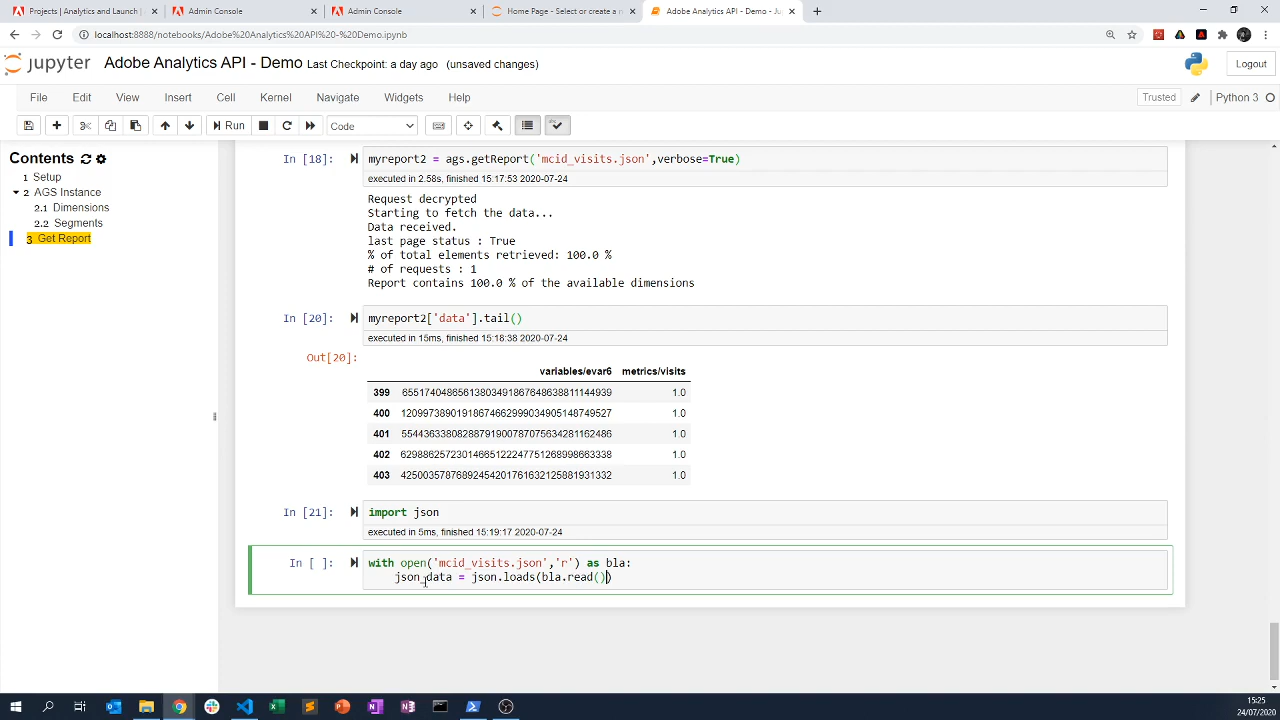 Projects | Analytics and Launch |
Admin Console
Admin Console
Home Page - Select or create a n
Adobe Analytics API - Demo - Ju
localhost:8888/notebooks/Adobe%20Analytics%20API%20-%20Demo.ipynb
jupyter Adobe Analytics API - Demo Last Checkpoint: a day ago (unsaved changes) Logout
File Edit View Insert Cell Kernel Navigate Widgets Help Trusted Python 3
Run Code
Contents
1 Setup
2 AGS Instance
2.1 Dimensions
2.2 Segments
3 Get Report
In [18]: myreport2 = ags.getReport('mcid_visits.json',verbose=True)
executed in 2.58s, finished 15:17:53 2020-07-24
Request decrypted
Starting to fetch the data...
Data received.
last page status : True
% of total elements retrieved: 100.0 %
# of requests : 1
Report contains 100.0 % of the available dimensions
In [20]: myreport2['data'].tail()
executed in 15ms, finished 15:18:38 2020-07-24
Out[20]:
variables/evar6 metrics/visits
399 65517404865613803491867648638811144939 1.0
400 12099738901918674662999034905148749527 1.0
401 55443633808288791900787075634281162486 1.0
402 62988625723014665122247751268998663338 1.0
403 42500357876892454201761632125881931332 1.0
In [21]: import json
executed in 5ms, finished 15:19:17 2020-07-24
In [ ]: with open('mcid_visits.json','r') as bla:
json_data = json.loads(bla.read())
15:25
24/07/2020